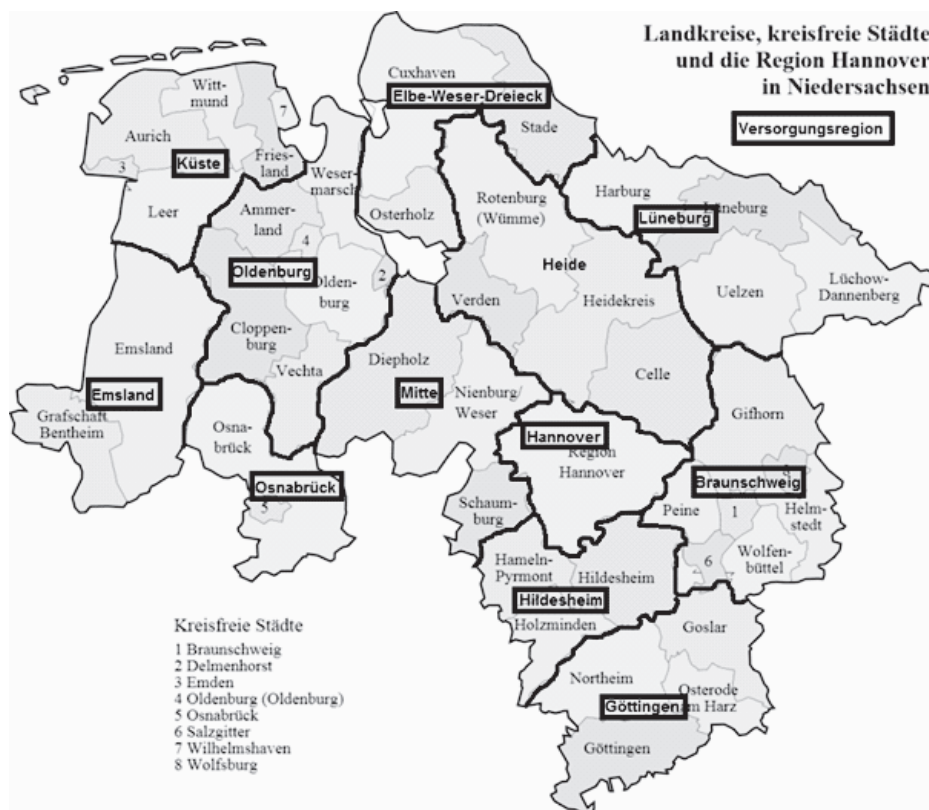 Landkreise, kreisfreie Städte
und die Region Hannover
in Niedersachsen
Versorgungsregion
Cuxhaven
Elbe-Weser-Dreieck
Stade
Witt-
mund
7
Aurich
3
Küste
Fries-
land
Weser-
marsch
Leer
Osterholz
Rotenburg
(Wümme)
Harburg
Lüneburg
Lüneburg
Ammer-
land
4
Oldenburg
Olden-
burg
2
Heide
Verden
Heidekreis
Uelzen
Lüchow-
Dannenberg
Emsland
Emsland
Cloppen-
burg
Vechta
Diepholz
Mitte
Nienburg/
Weser
Celle
Gifhorn
Grafschaft
Bentheim
Osna-
brück
Osnabrück
5
Hannover
Region
Hannover
Braunschweig
8
Peine
1
Helm-
stedt
Schaum-
burg
6
Wolfen-
büttel
Hameln-
Pyrmont
Hildesheim
Hildesheim
Holzminden
Goslar
Northeim
Osterode
am Harz
Göttingen
Göttingen
Kreisfreie Städte
1 Braunschweig
2 Delmenhorst
3 Emden
4 Oldenburg (Oldenburg)
5 Osnabrück
6 Salzgitter
7 Wilhelmshaven
8 Wolfsburg